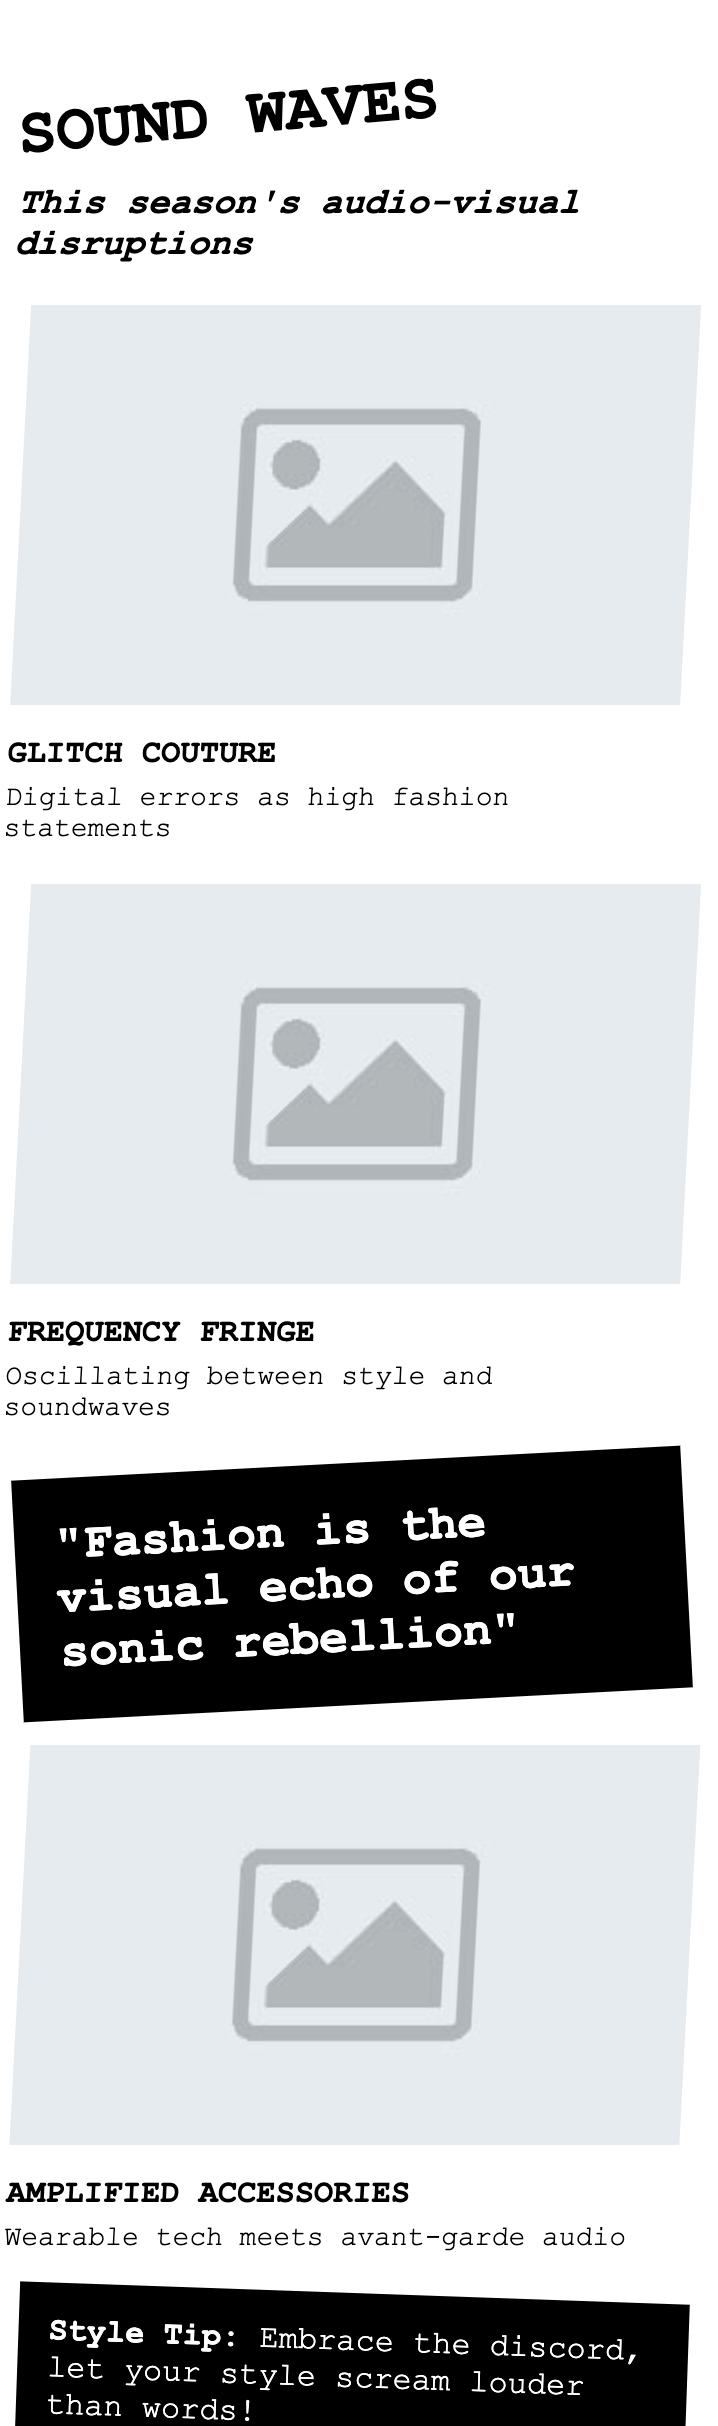 SOUND WAVES
This season's audio-visual
disruptions
GLITCH COUTURE
Digital errors as high fashion
statements
FREQUENCY FRINGE
Oscillating between style and
soundwaves
"Fashion is the
visual echo of our
sonic rebellion"
AMPLIFIED ACCESSORIES
Wearable tech meets avant-garde audio
Style Tip: Embrace the discord,
let your style scream louder
than words!